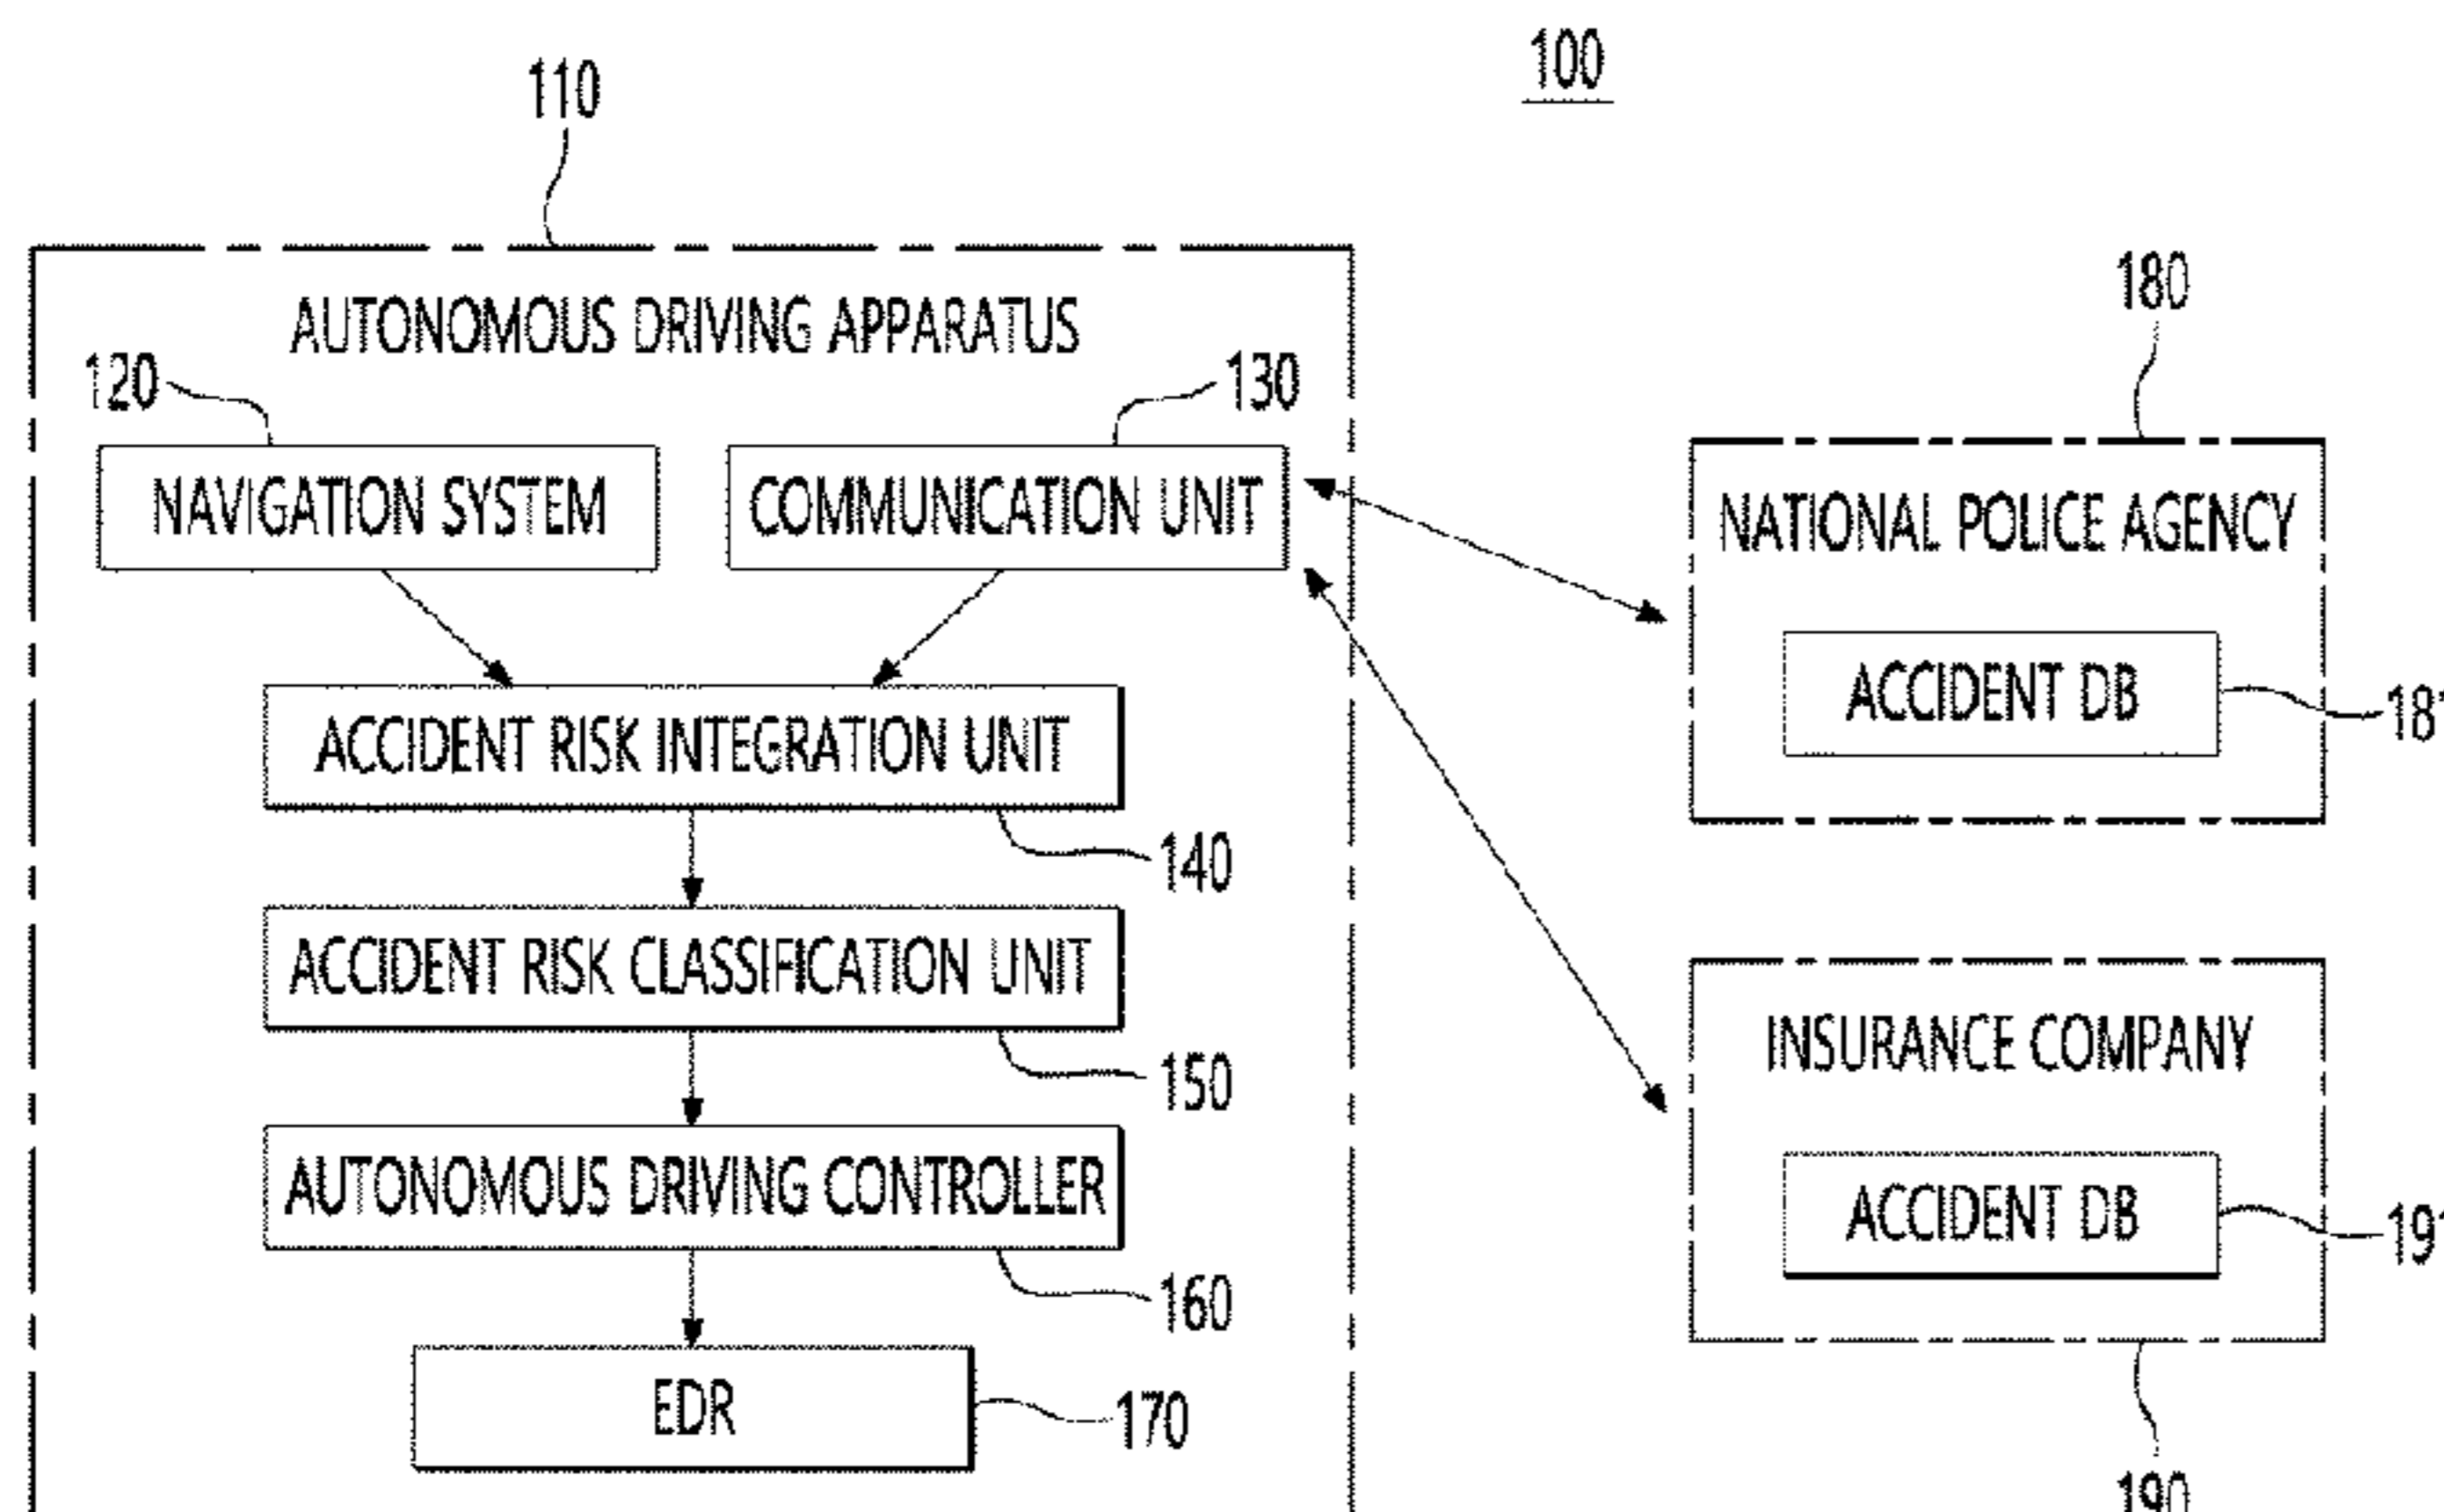 100
110
AUTONOMOUS DRIVING APPARATUS
120
130
NAVIGATION SYSTEM
COMMUNICATION UNIT
ACCIDENT RISK INTEGRATION UNIT
140
ACCIDENT RISK CLASSIFICATION UNIT
150
AUTONOMOUS DRIVING CONTROLLER
160
EDR
170
180
NATIONAL POLICE AGENCY
ACCIDENT DB
181
INSURANCE COMPANY
ACCIDENT DB
191
190